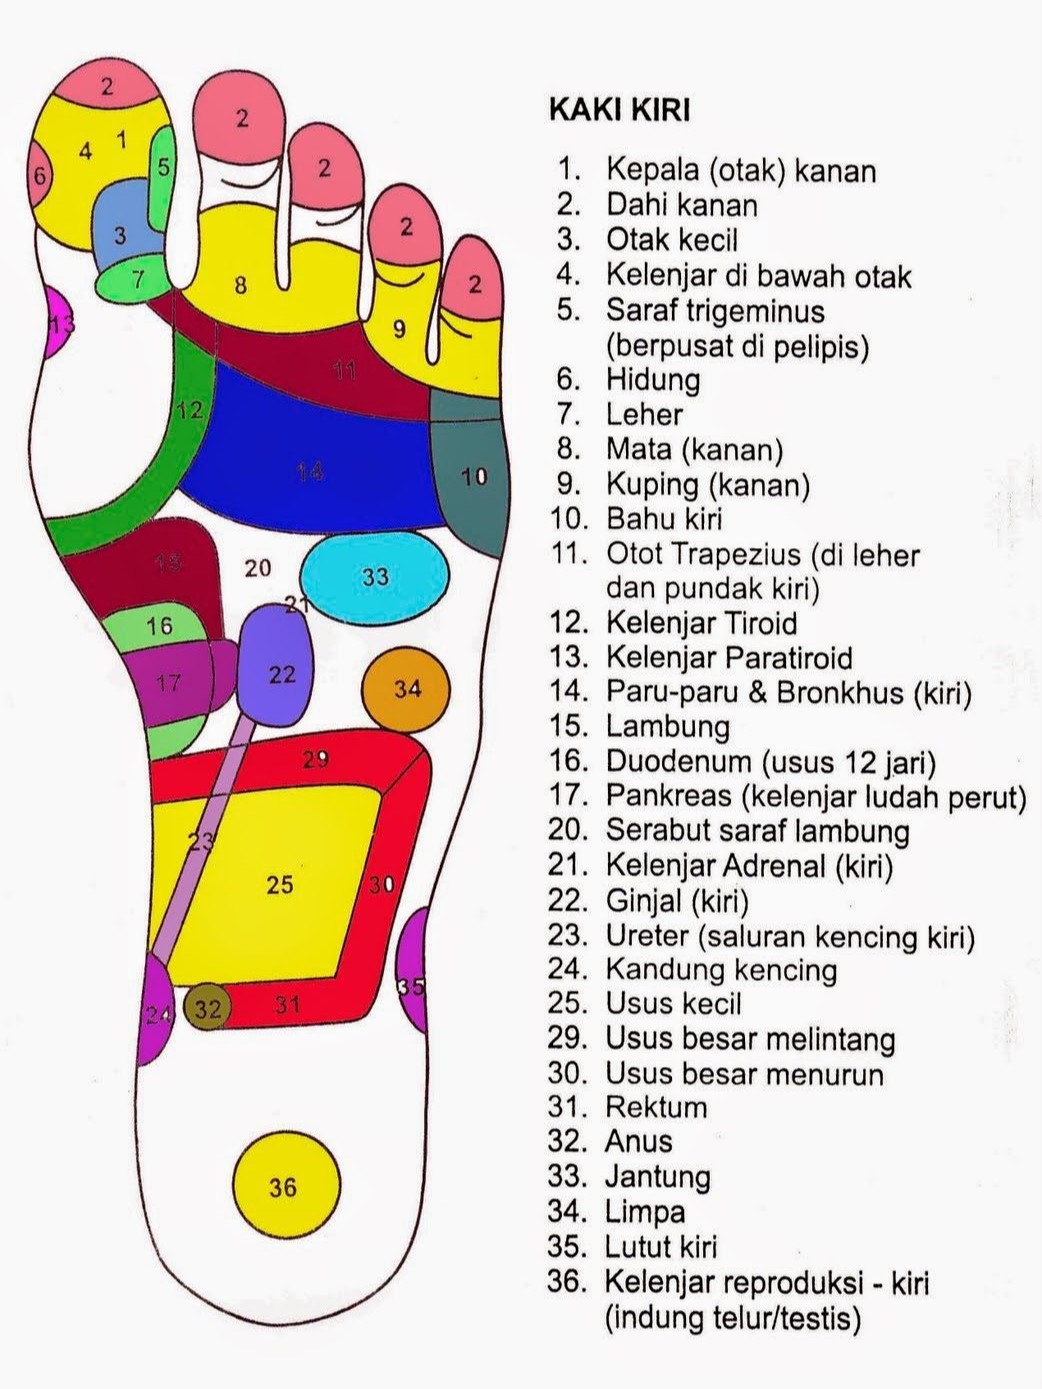 KAKI KIRI
1. Kepala (otak) kanan
2. Dahi kanan
3. Otak kecil
4. Kelenjar di bawah otak
5. Saraf trigeminus
(berpusat di pelipis)
6. Hidung
7. Leher
8. Mata (kanan)
9. Kuping (kanan)
10. Bahu kiri
11. Otot Trapezius (di leher
dan pundak kiri)
12. Kelenjar Tiroid
13. Kelenjar Paratiroid
14. Paru-paru & Bronkhus (kiri)
15. Lambung
16. Duodenum (usus 12 jari)
17. Pankreas (kelenjar ludah perut)
20. Serabut saraf lambung
21. Kelenjar Adrenal (kiri)
22. Ginjal (kiri)
23. Ureter (saluran kencing kiri)
24. Kandung kencing
25. Usus kecil
29. Usus besar melintang
30. Usus besar menurun
31. Rektum
32. Anus
33. Jantung
34. Limpa
35. Lutut kiri
36. Kelenjar reproduksi - kiri
(indung telur/testis)
2
2
2
2
2
1
4
5
6
3
7
8
9
13
11
12
14
10
15
20
33
21
16
22
17
34
29
23
25
30
35
24
32
31
36